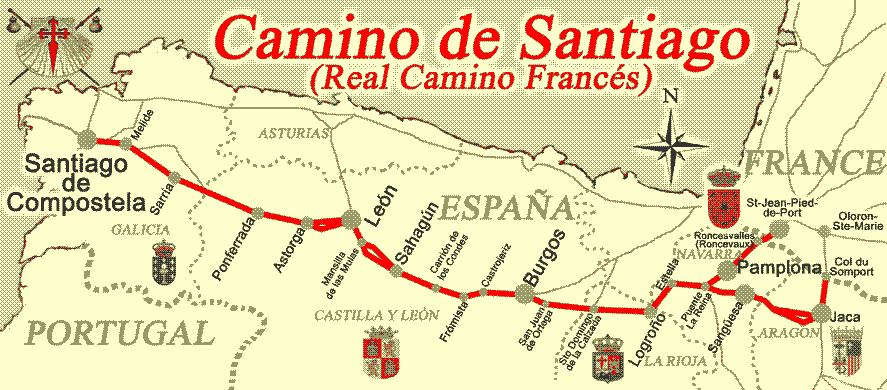 Camino de Santiago
(Real Camino Francés)
N
ASTURIAS
FRANCE
Melide
Santiago
de
Compostela
Sarria
GALICIA
Ponferrada
Astorga
León
Mansilla
de las Mulas
Sahagún
ESPAÑA
Carrión de
los Condes
Frómista
Castrojeriz
Burgos
San Juan
de Ortega
Sto Domingo
de la Calzada
Logroño
Estella
Puente
La Reina
St-Jean-Pied-
de-Port
Roncesvalles
(Roncevaux)
NAVARRA
Pamplona
Oloron-
Ste-Marie
Col du
Somport
Sangüesa
Jaca
ARAGON
LA RIOJA
CASTILLA Y LEÓN
PORTUGAL